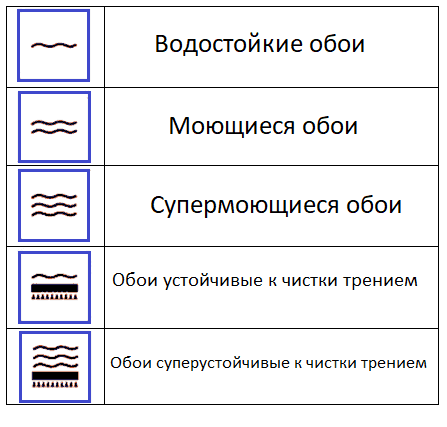 Водостойкие обои
Моющиеся обои
Супермоющиеся обои
Обои устойчивые к чистки трением
Обои суперустойчивые к чистки трением